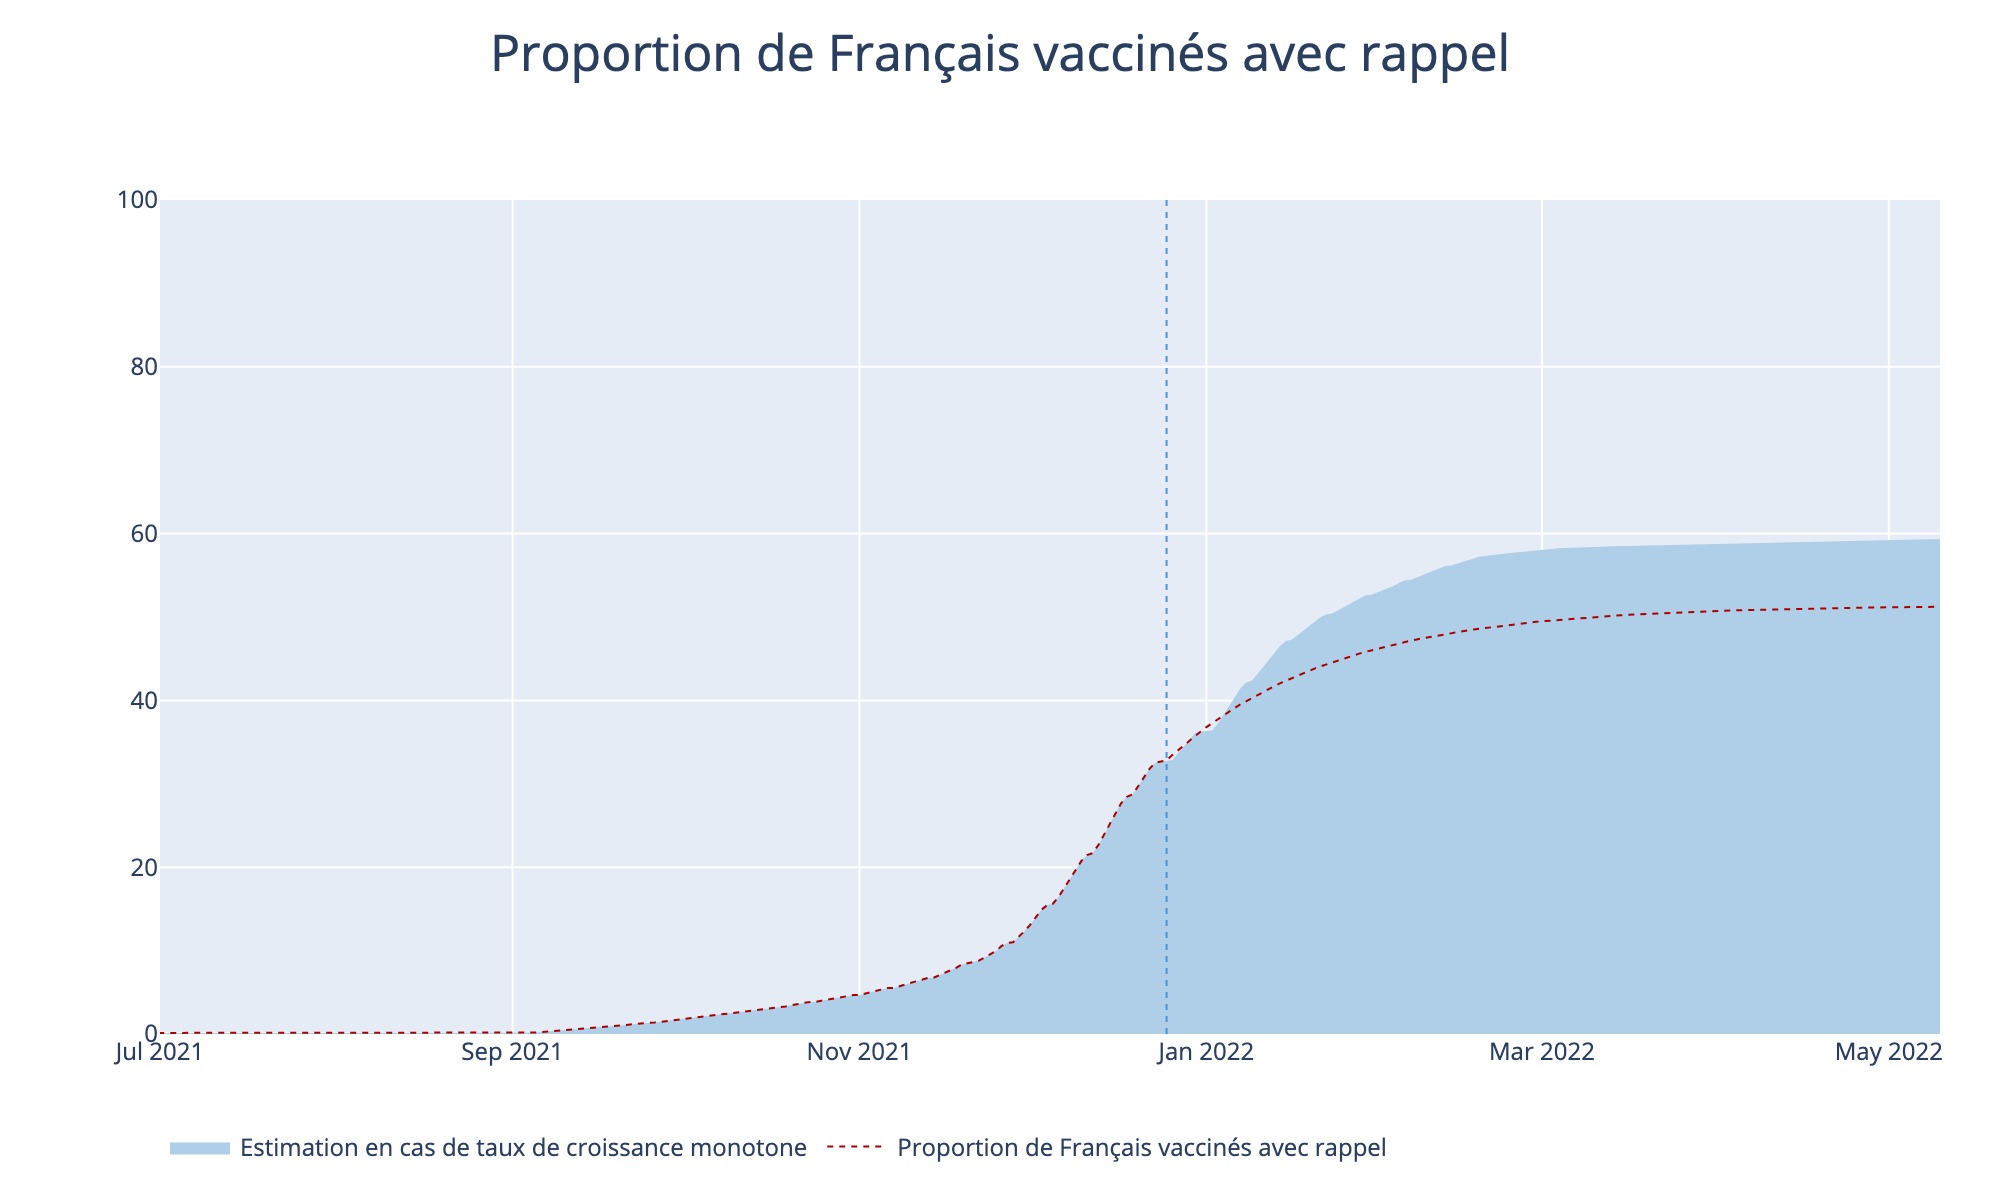 Proportion de Français vaccinés avec rappel
100
80
60
40
20
0
Jul 2021 Sep 2021 Nov 2021 Jan 2022 Mar 2022 May 2022
Estimation en cas de taux de croissance monotone Proportion de Français vaccinés avec rappel